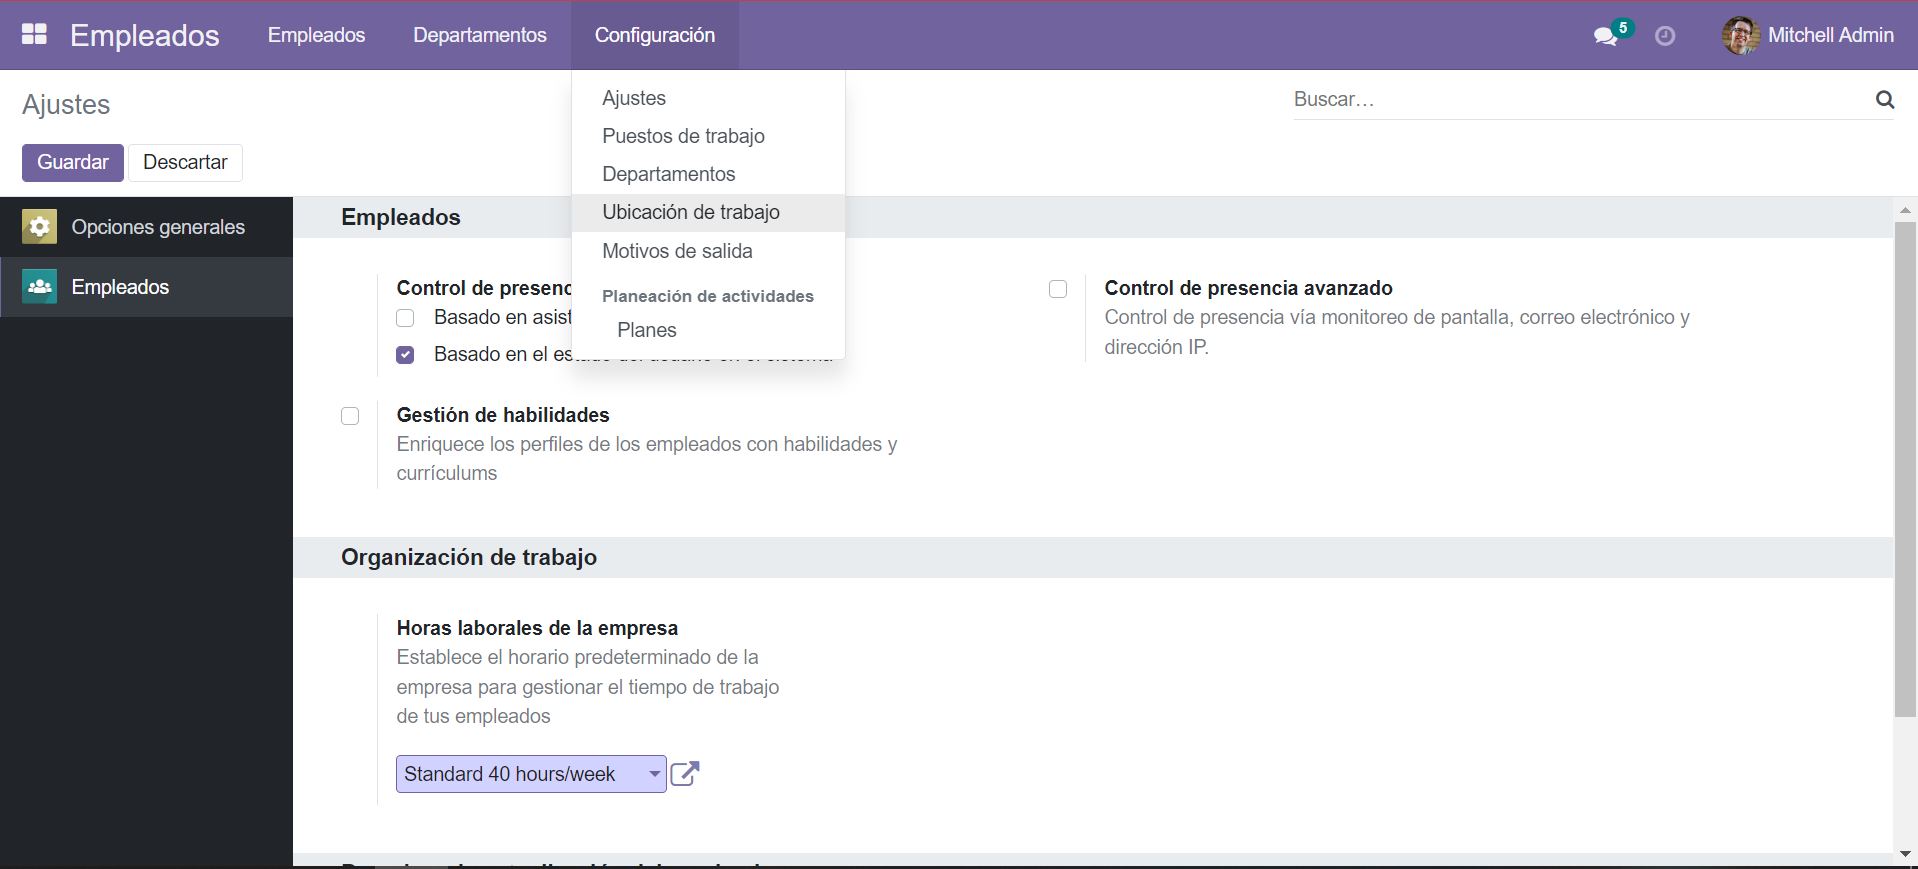 Empleados Empleados Departamentos Configuración 5 Mitchell Admin
Ajustes
Buscar...
Guardar Descartar
Ajustes
Puestos de trabajo
Departamentos
Ubicación de trabajo
Motivos de salida
Planeación de actividades
Planes
Opciones generales
Empleados
Empleados
Control de presenc
Basado en asist
Basado en el es
Control de presencia avanzado
Control de presencia vía monitoreo de pantalla, correo electrónico y
dirección IP.
Gestión de habilidades
Enriquece los perfiles de los empleados con habilidades y
currículums
Organización de trabajo
Horas laborales de la empresa
Establece el horario predeterminado de la
empresa para gestionar el tiempo de trabajo
de tus empleados
Standard 40 hours/week